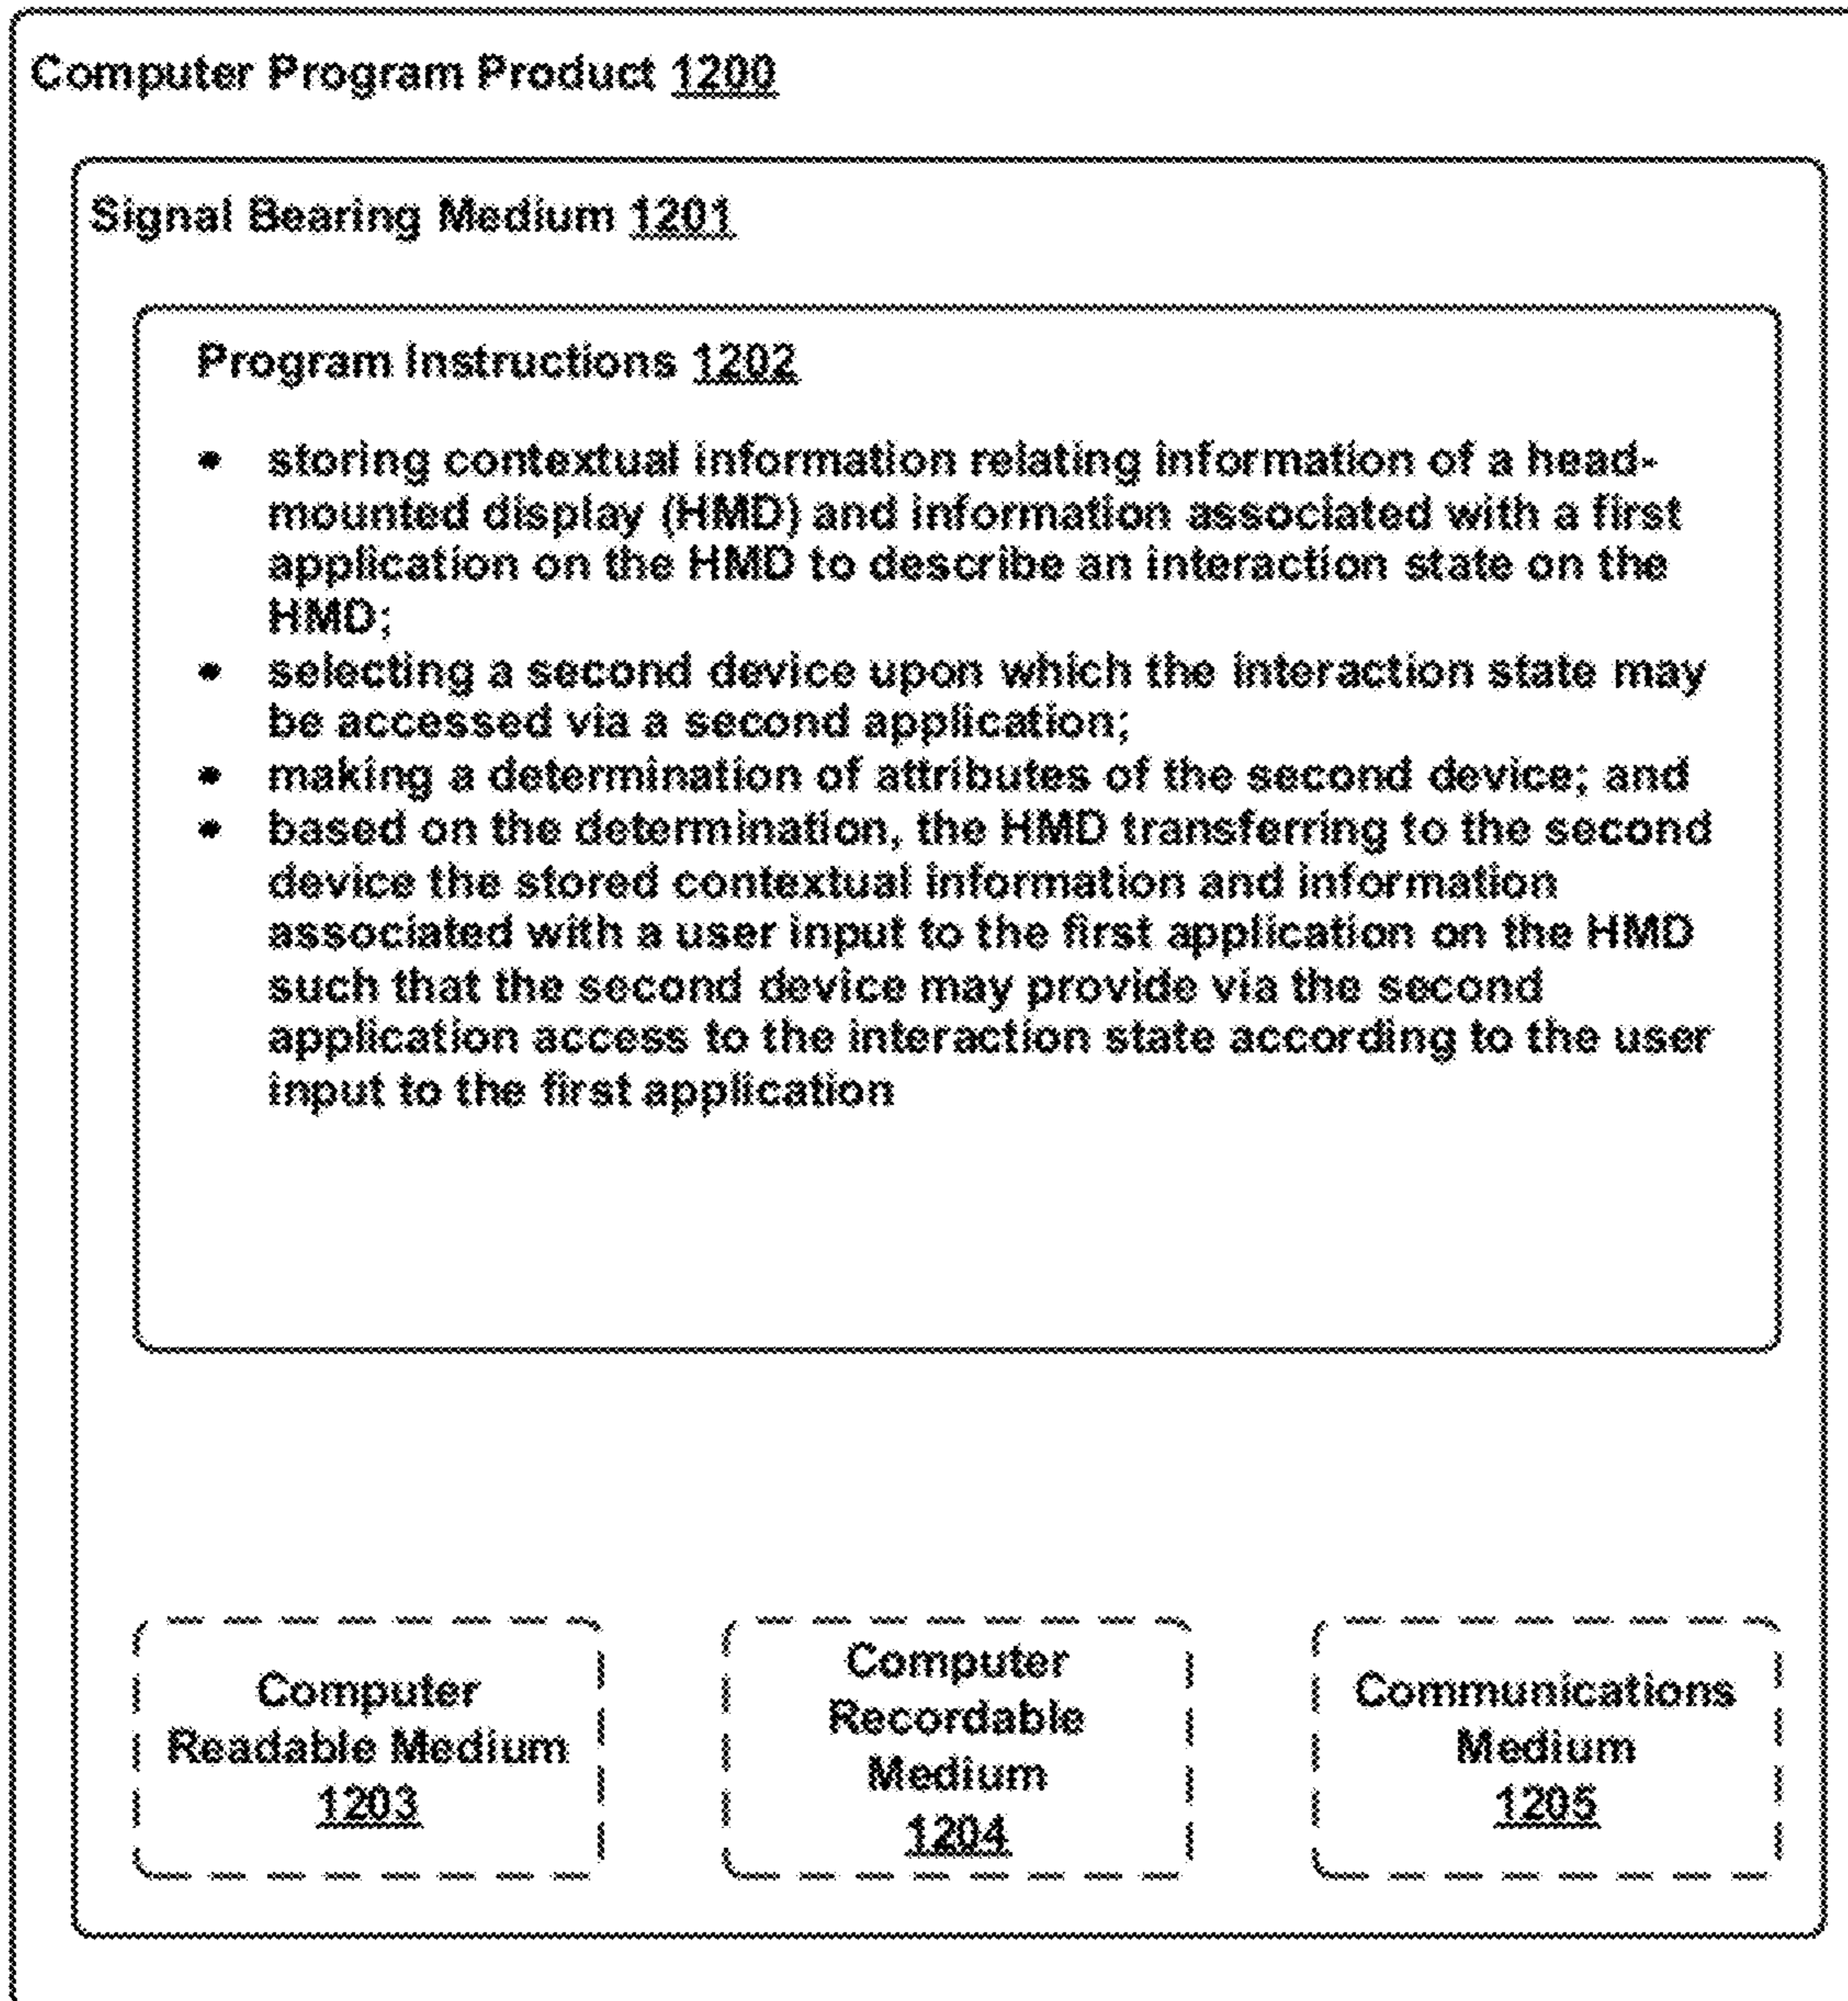 Computer Program Product 1200
Signal Bearing Medium 1201
Program Instructions 1202
• storing contextual information relating information of a head-
mounted display (HMD) and information associated with a first
application on the HMD to describe an interaction state on the
HMD;
• selecting a second device upon which the interaction state may
be accessed via a second application;
• making a determination of attributes of the second device; and
• based on the determination, the HMD transferring to the second
device the stored contextual information and information
associated with a user input to the first application on the HMD
such that the second device may provide via the second
application access to the interaction state according to the user
input to the first application
Computer
Readable Medium
1203
Computer
Recordable
Medium
1204
Communications
Medium
1205